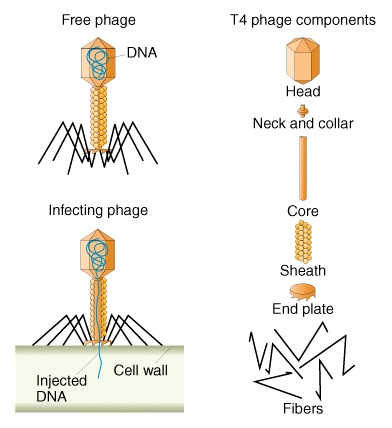 Free phage
DNA
Infecting phage
Cell wall
Injected
DNA
T4 phage components
Head
Neck and collar
Core
Sheath
End plate
Fibers